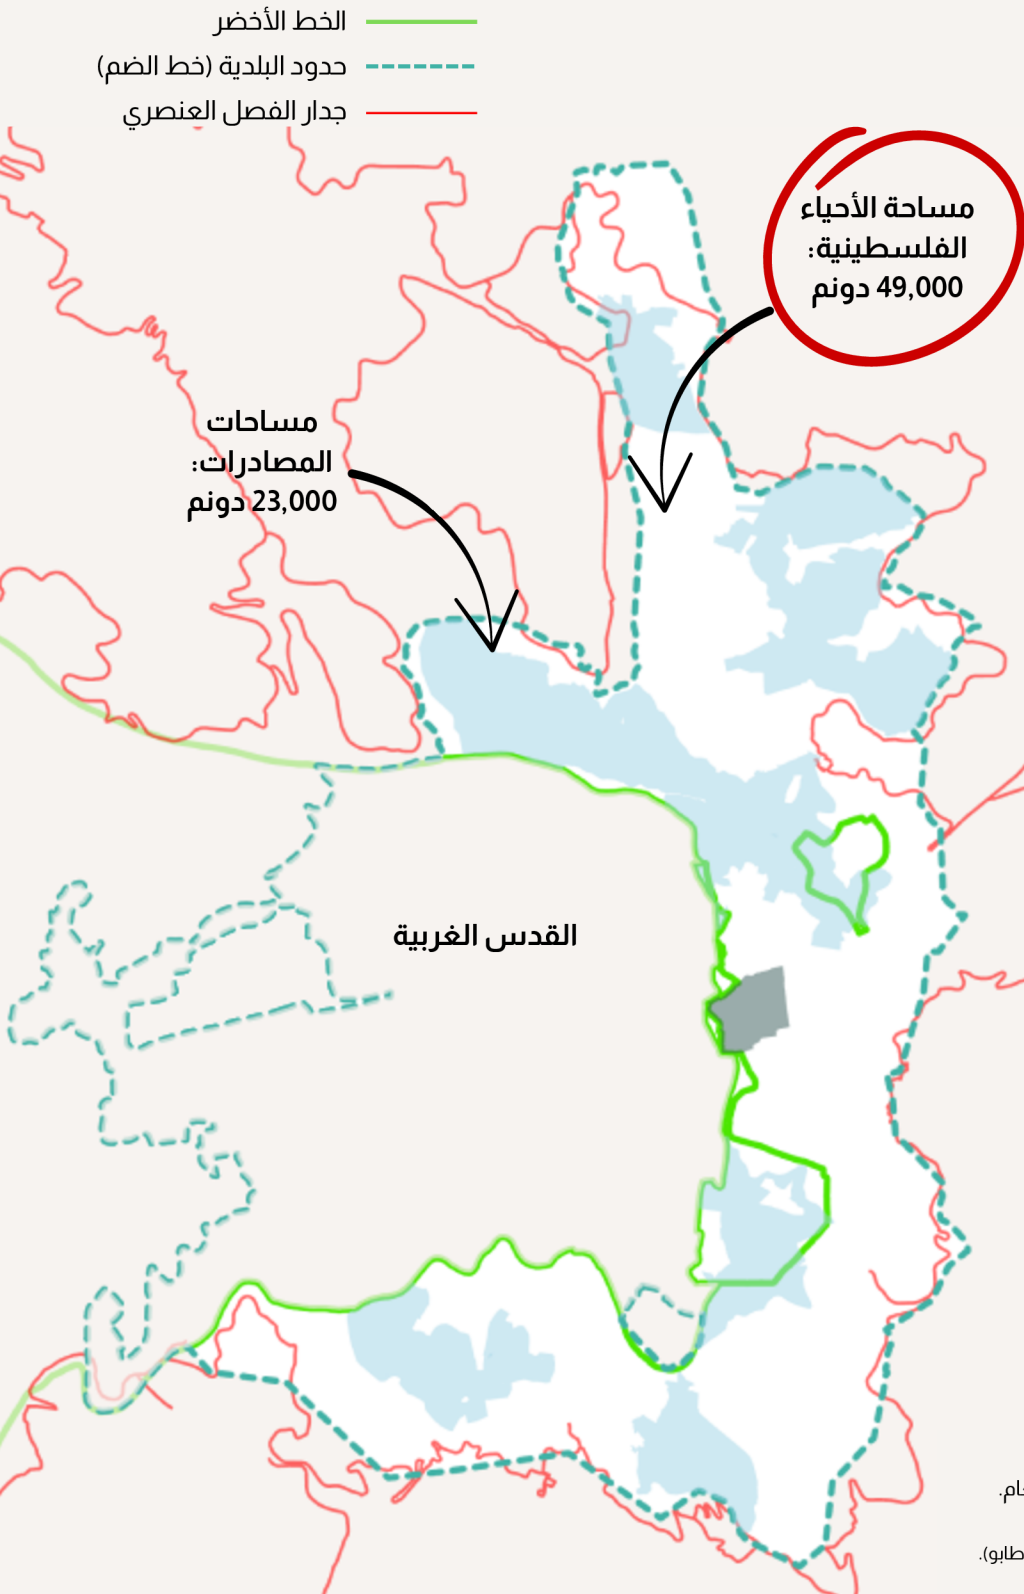 الخط الأخضر
حدود البلدية (خط الضم)
جدار الفصل العنصري
مساحة الأحياء
الفلسطينية:
49,000 دونم
مساحات
المصادرات:
23,000 دونم
القدس الغربية
طابو).